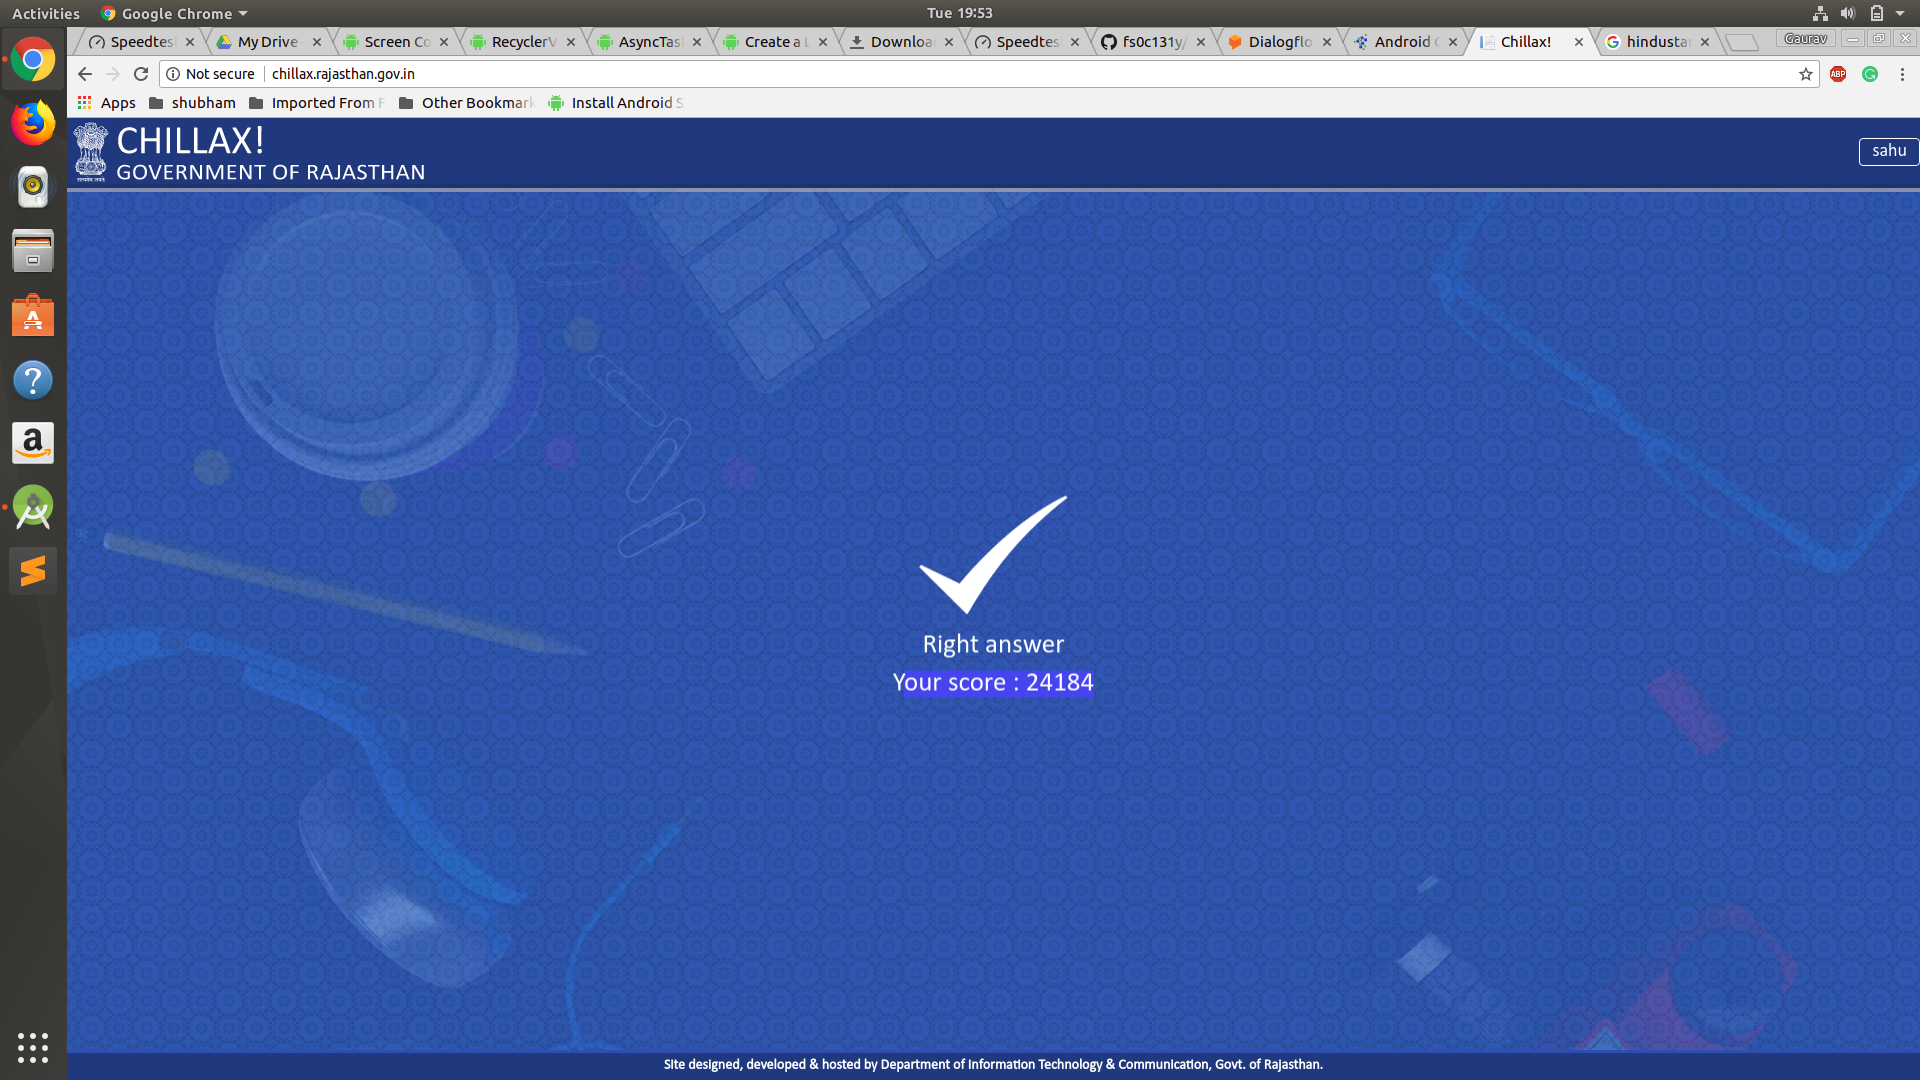 Activities
Google Chrome
Tue 19:53
Speedtes
My Drive
Screen Co
RecyclerV
AsyncTas
Create a L
Downloa
Speedtes
fs0c131y/
Dialogflo
Android
Chillax!
hindusta
Gaurav
Not secure
chillax.rajasthan.gov.in
ABP
Apps
shubham
Imported From F
Other Bookmark
Install Android S
CHILLAX!
GOVERNMENT OF RAJASTHAN
sahu
Right answer
Your score : 24184
Site designed, developed & hosted by Department of Information Technology & Communication, Govt. of Rajasthan.